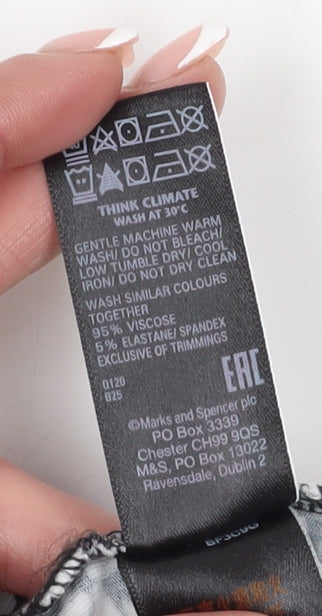 THINK CLIMATE
WASH AT 30°C
GENTLE MACHINE WARM
WASH/ DO NOT BLEACH/
LOW TUMBLE DRY/ COOL
IRON/ DO NOT DRY CLEAN
WASH SIMILAR COLOURS
TOGETHER
95% VISCOSE
5% ELASTANE/ SPANDEX
EXCLUSIVE OF TRIMMINGS
0120
025
EAC
©Marks and Spencer plc
PO Box 3339
Chester CH99 9QS
M&S, PO Box 13022
Ravensdale, Dublin 2